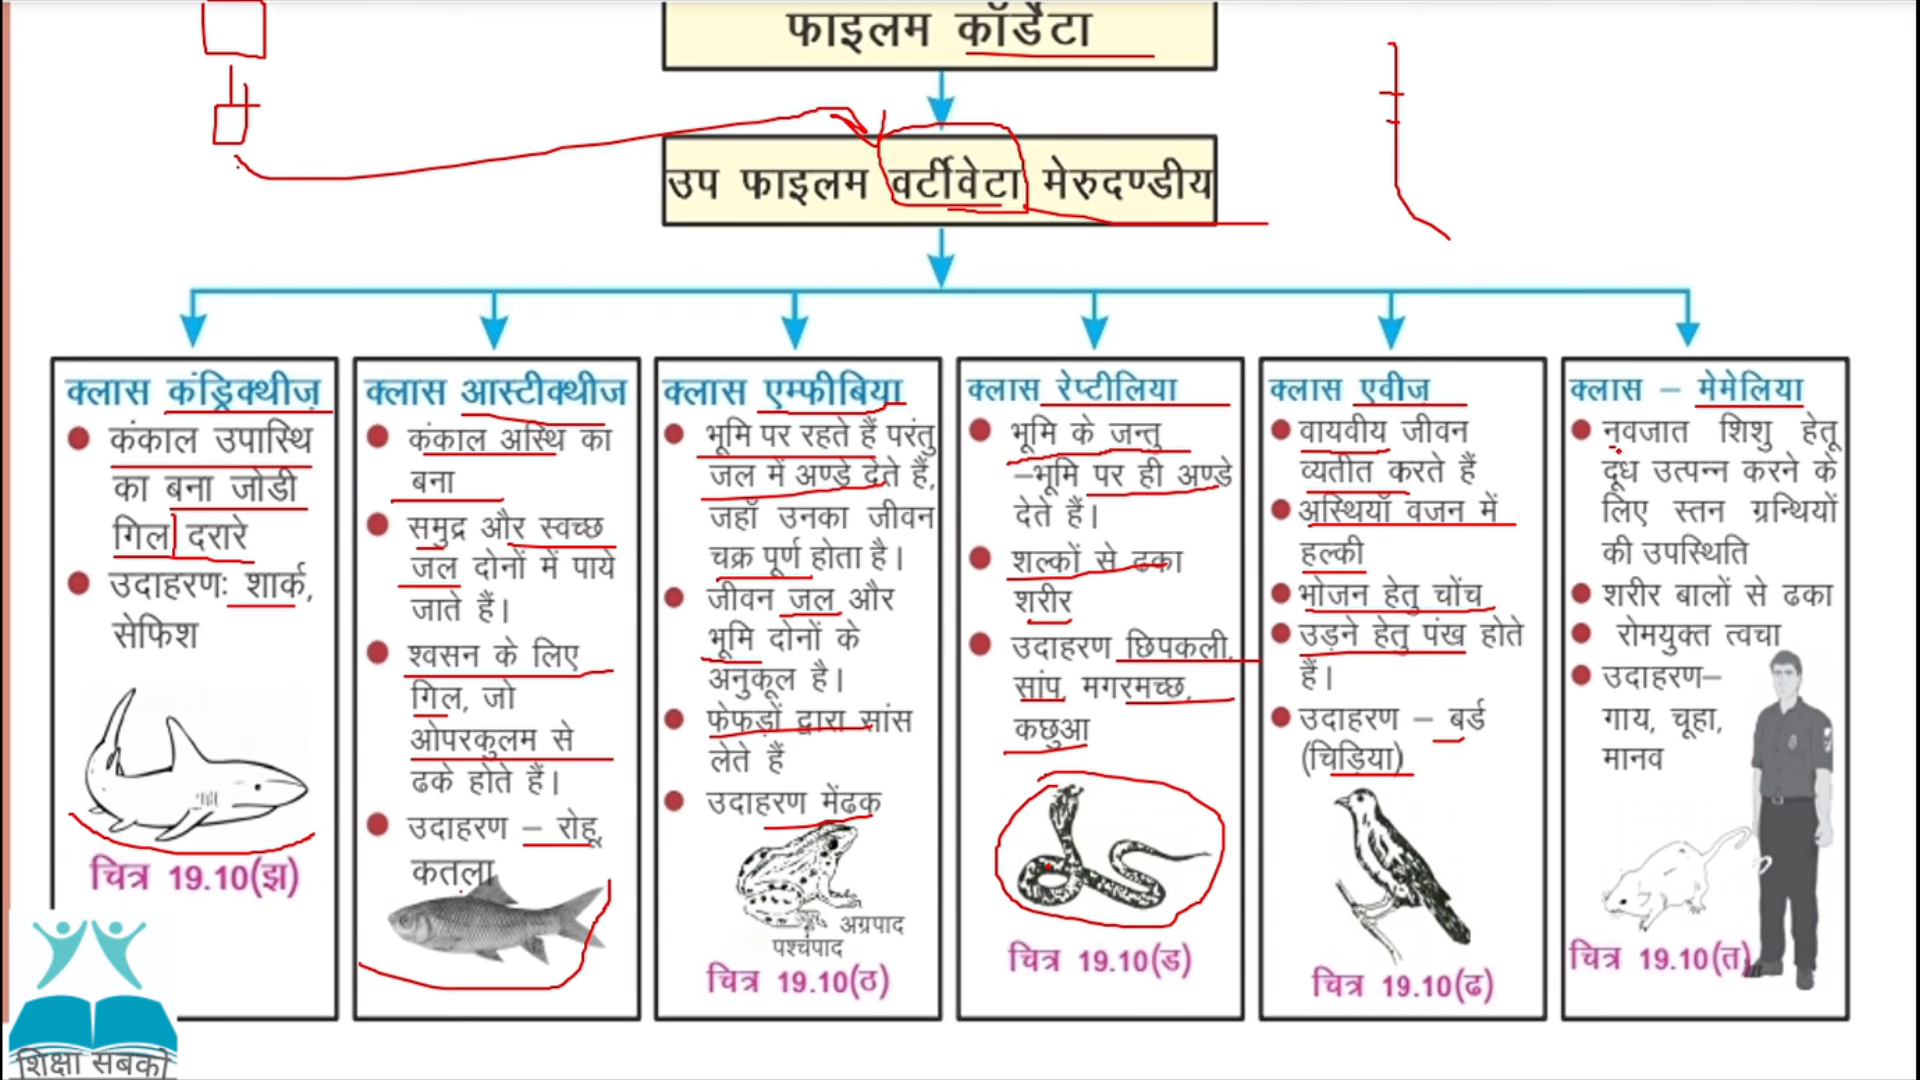 फाइलम कॉर्डेटा
उप फाइलम वर्टीवेटा मेरुदण्डीय
क्लास कंड्रिक्थीज़
कंकाल उपास्थि
का बना जोडी
गिल दरारे
उदाहरणः शार्क,
सेफिश
चित्र 19.10(झ)
क्लास आस्टीक्थीज
कंकाल अस्थि का
बना
समुद्र और स्वच्छ
जल दोनों में पाये
जाते हैं।
श्वसन के लिए
गिल, जो
ओपरकुलम से
ढके होते हैं।
उदाहरण – रोहू,
कतला
क्लास एम्फीबिया
भूमि पर रहते हैं परंतु
जल में अण्डे देते हैं,
जहाँ उनका जीवन
चक्र पूर्ण होता है।
जीवन जल और
भूमि दोनों के
अनुकूल है।
फेफड़ों द्वारा सांस
लेते हैं
उदाहरण मेंढक
अग्रपाद
पश्चपाद
चित्र 19.10(ठ)
क्लास रेप्टीलिया
भूमि के जन्तु
–भूमि पर ही अण्डे
देते हैं।
शल्कों से ढका
शरीर
उदाहरण छिपकली,
सांप, मगरमच्छ,
कछुआ
चित्र 19.10(ड)
क्लास एवीज
वायवीय जीवन
व्यतीत करते हैं
अस्थियाँ वजन में
हल्की
भोजन हेतु चोंच
उड़ने हेतु पंख होते
हैं।
उदाहरण – बर्ड
(चिड़िया)
चित्र 19.10(ढ)
क्लास – मेमेलिया
नवजात शिशु हेतू
दूध उत्पन्न करने के
लिए स्तन ग्रन्थियों
की उपस्थिति
शरीर बालों से ढका
रोमयुक्त त्वचा
उदाहरण–
गाय, चूहा,
मानव
चित्र 19.10(त)
शिक्षा सबको